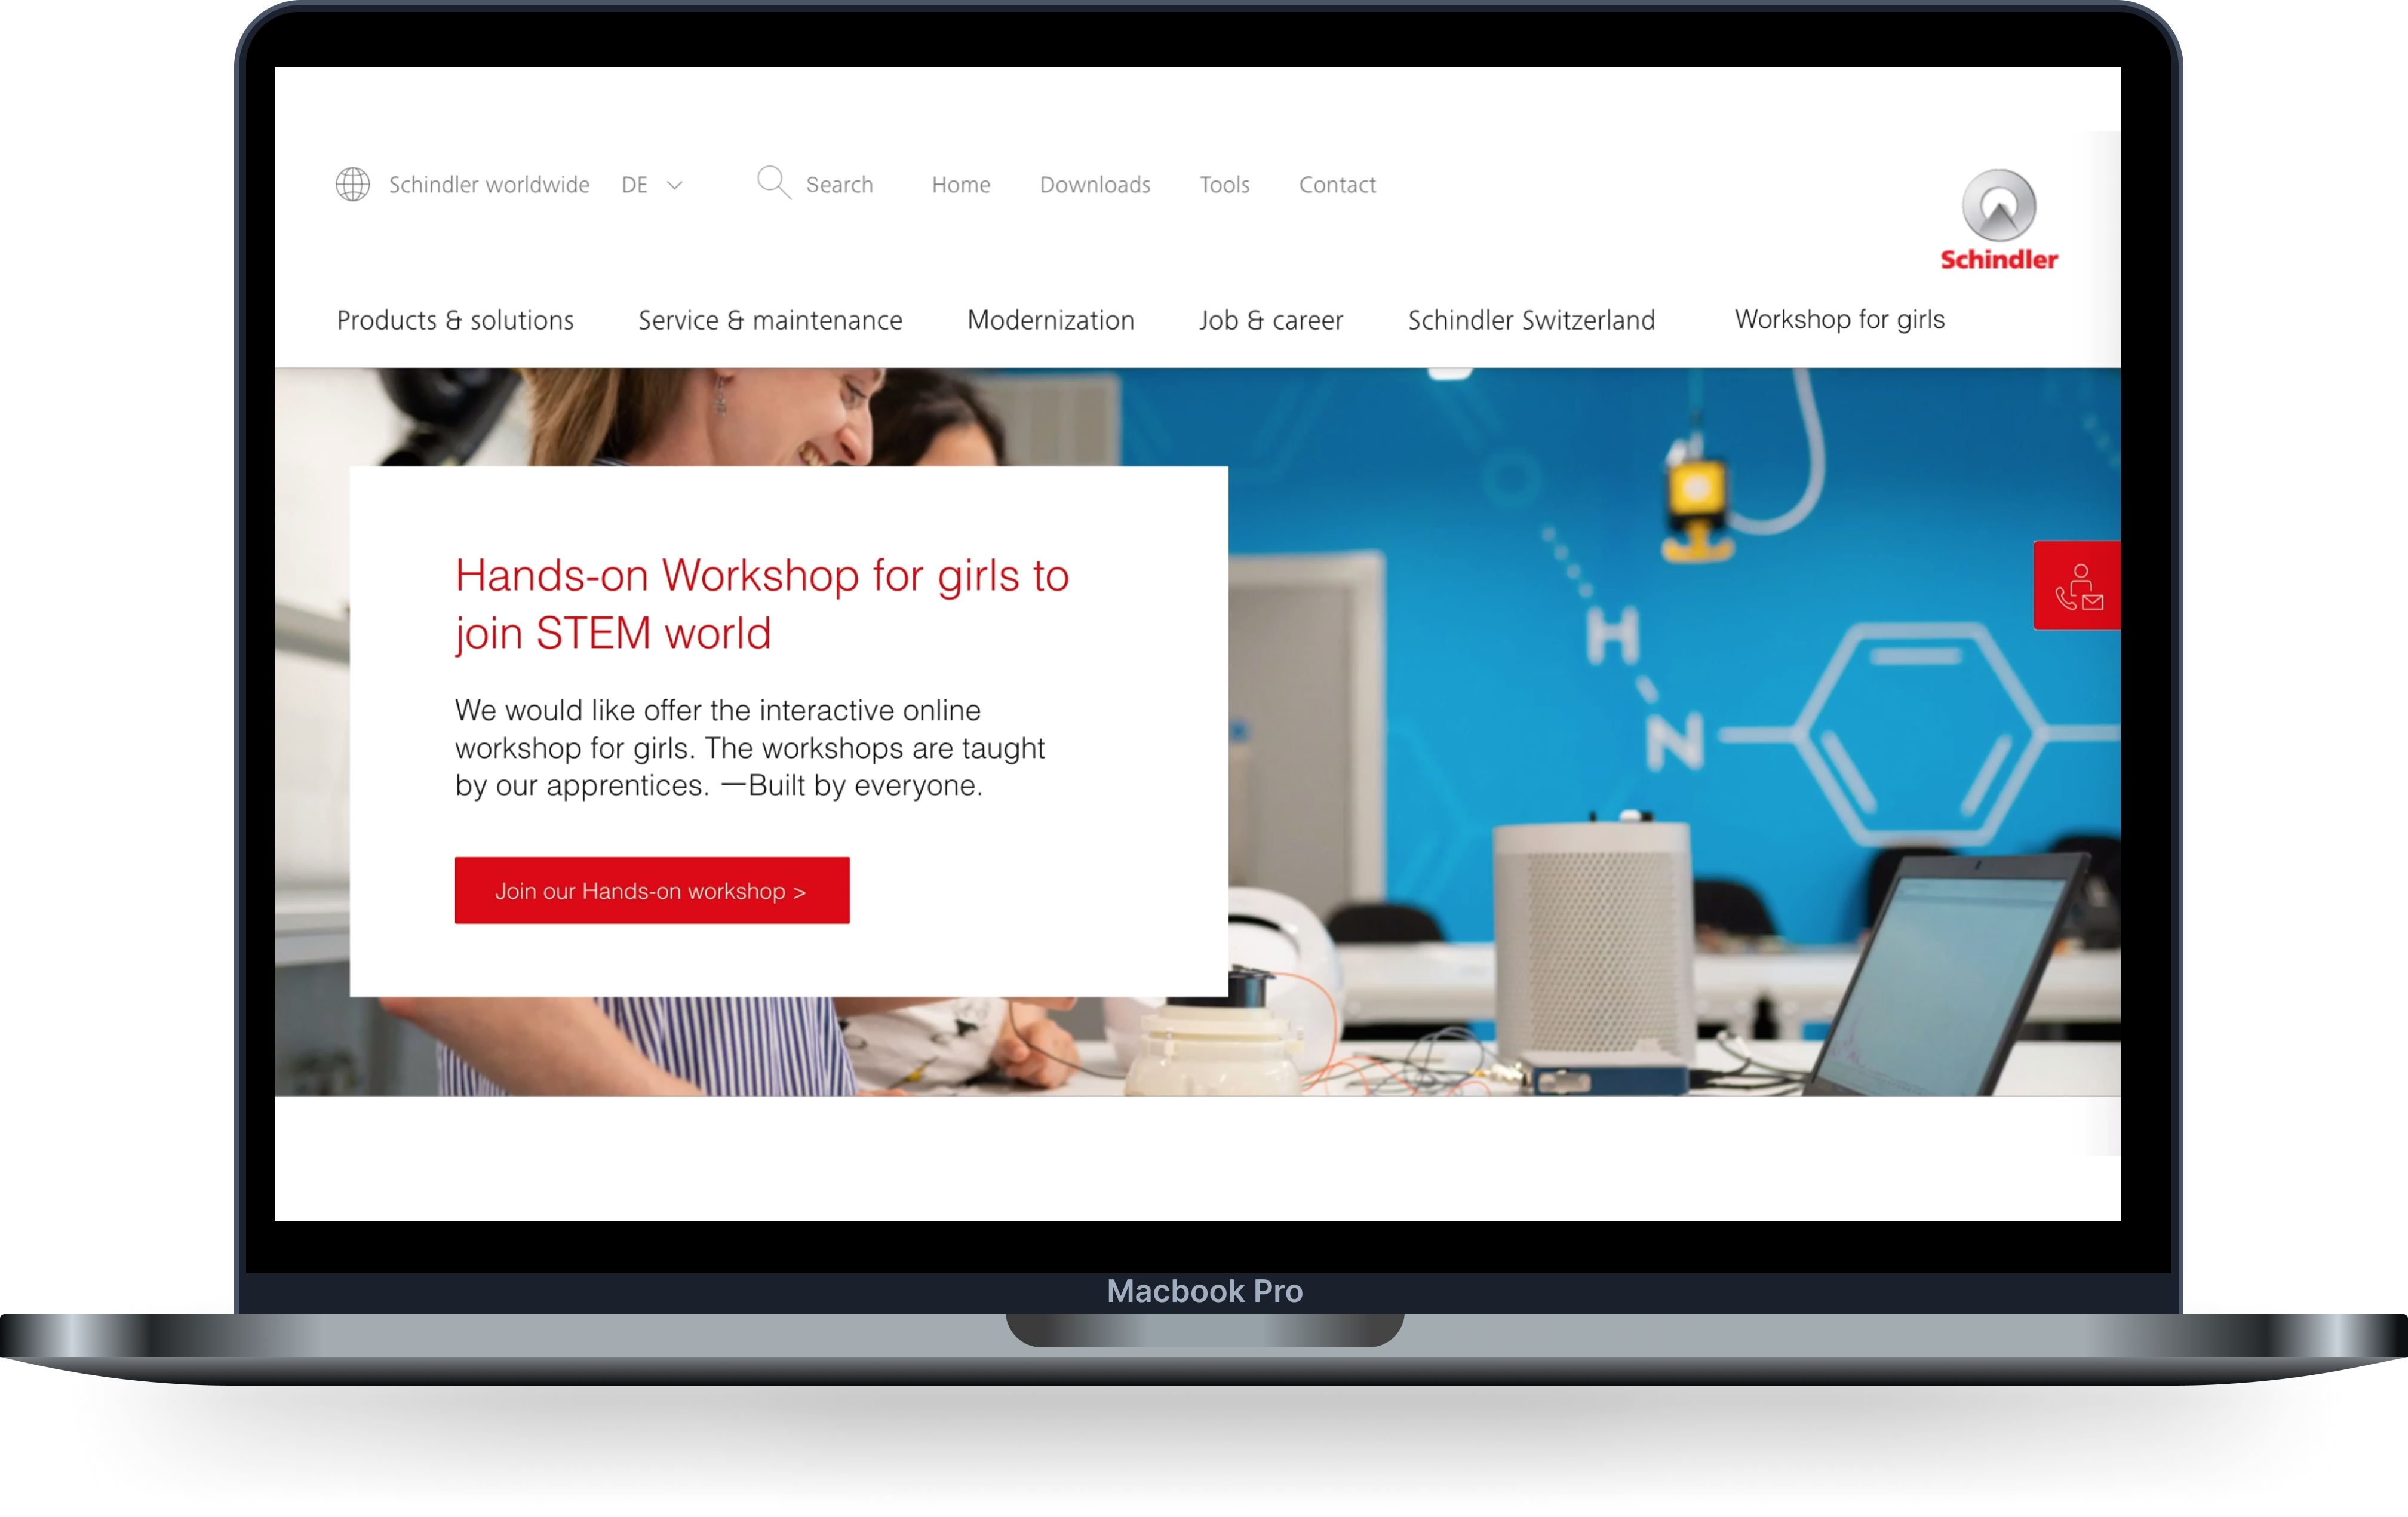 Schindler worldwide DE Search Home Downloads Tools Contact
Schindler
Products & solutions Service & maintenance Modernization Job & career Schindler Switzerland Workshop for girls
Hands-on Workshop for girls to
join STEM world
We would like offer the interactive online
workshop for girls. The workshops are taught
by our apprentices. —Built by everyone.
Join our Hands-on workshop >
H
N
Macbook Pro